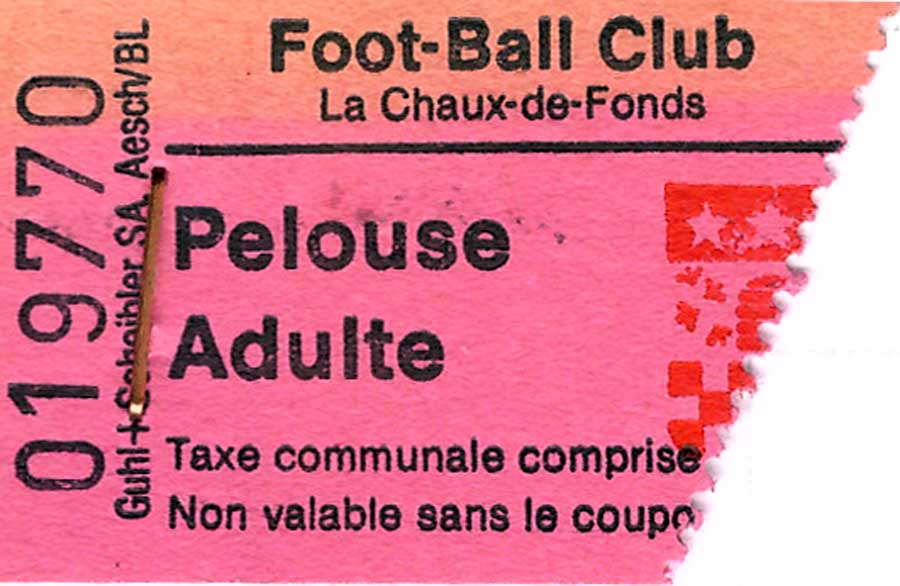 Foot-Ball Club
La Chaux-de-Fonds
Pelouse
Adulte
Taxe communale comprise
Non valable sans le coupo
019770
Guhl + Scheibler SA, Aesch/BL